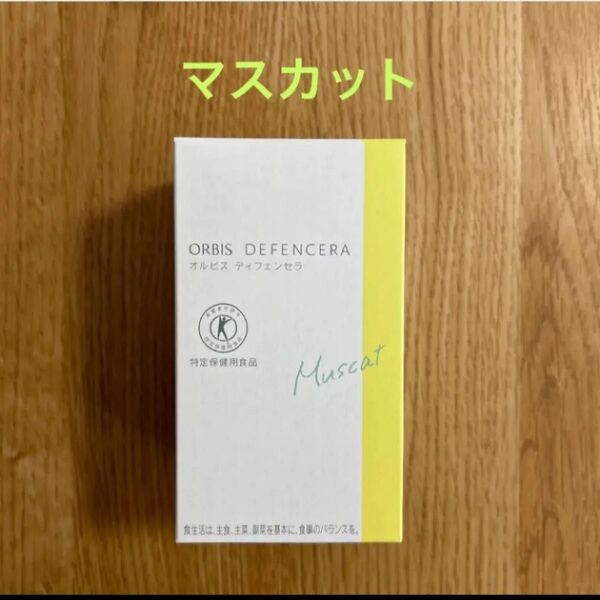 マスカット
ORBIS DEFENCERA
オルビス ディフェンセラ
特定保健用食品
Muscat
食生活は、主食、主菜、副菜を基本に、食事のバランスを。